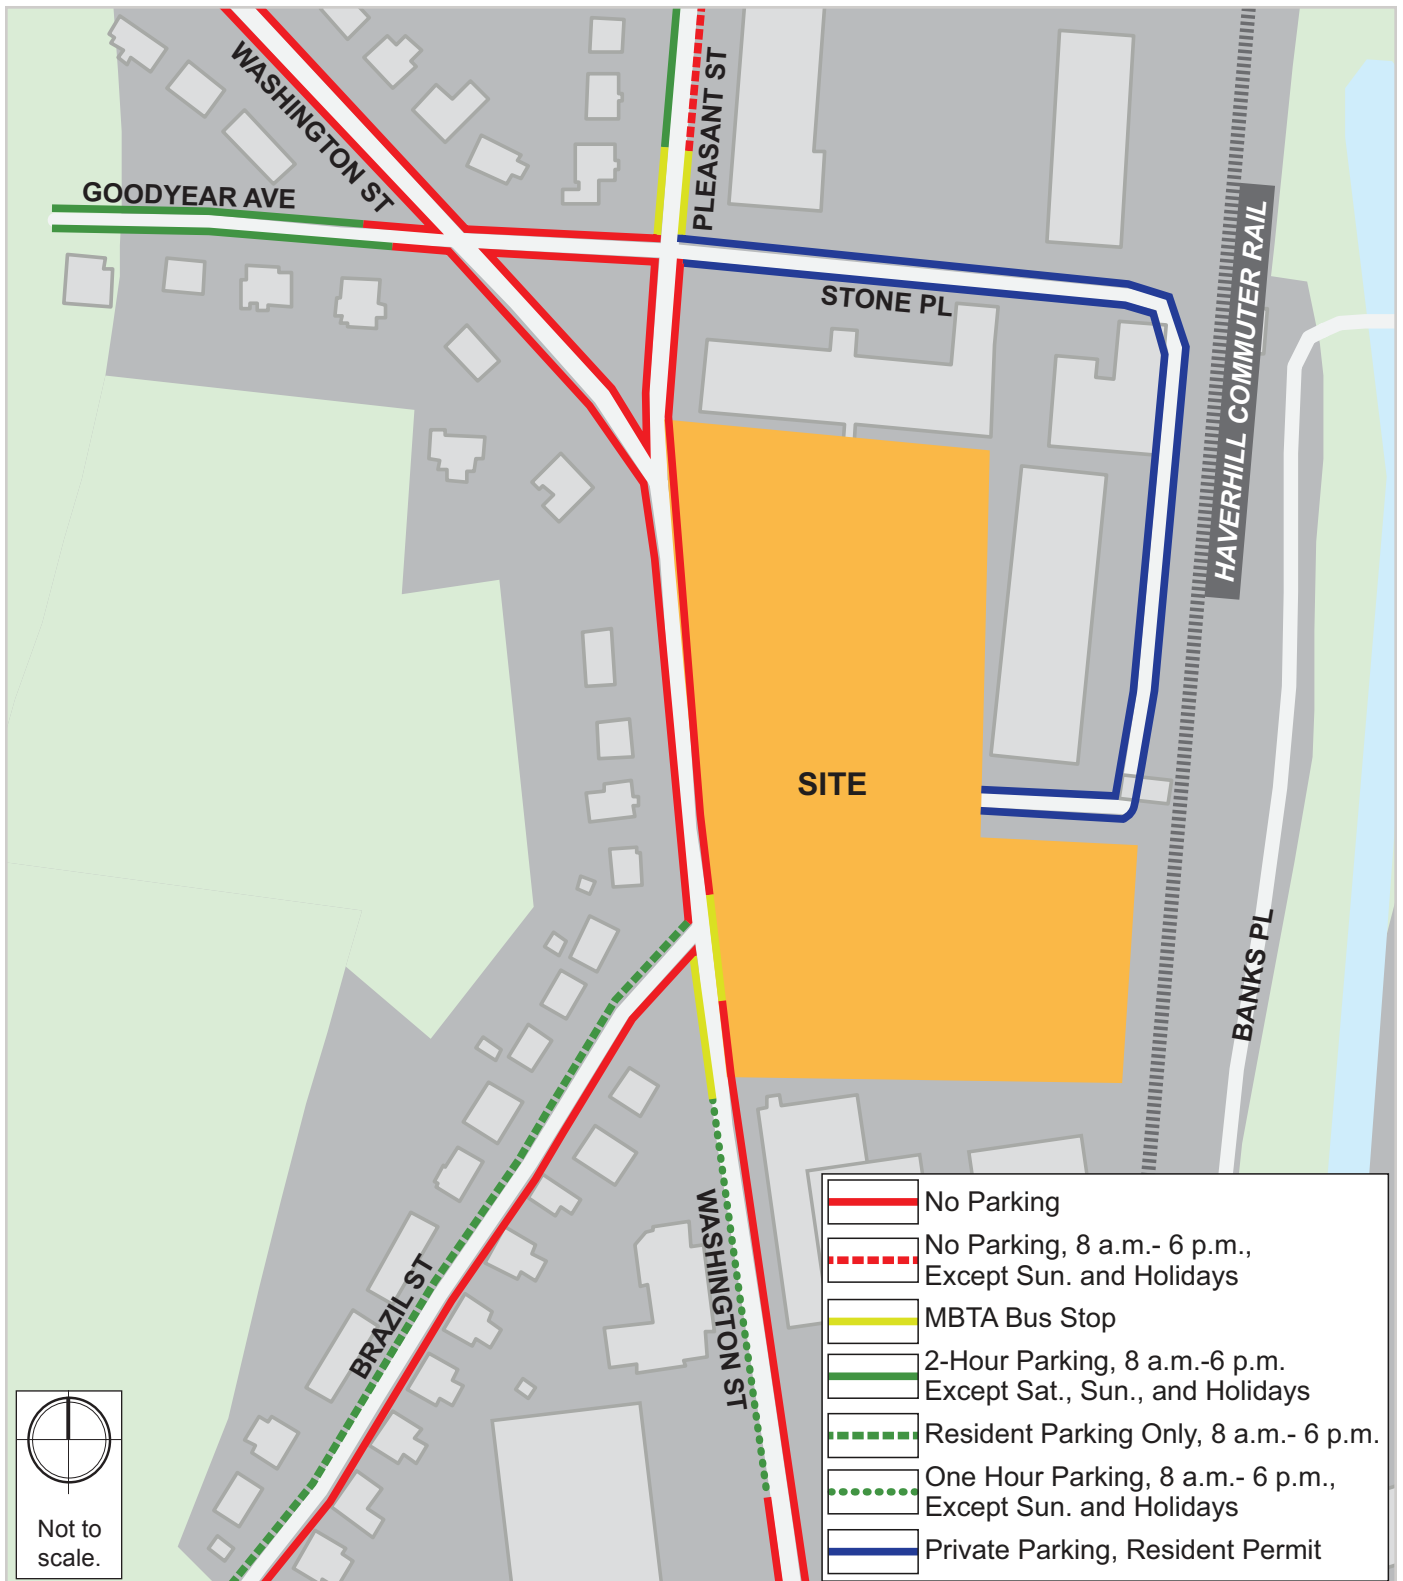 WASHINGTON ST
PLEASANT ST
GOODYEAR AVE
STONE PL
HAVERHILL COMMUTER RAIL
SITE
BANKS PL
BRAZIL ST
WASHINGTON ST
No Parking
No Parking, 8 a.m.- 6 p.m.,
Except Sun. and Holidays
MBTA Bus Stop
2-Hour Parking, 8 a.m.-6 p.m.
Except Sat., Sun., and Holidays
Resident Parking Only, 8 a.m.- 6 p.m.
One Hour Parking, 8 a.m.- 6 p.m.,
Except Sun. and Holidays
Private Parking, Resident Permit
Not to
scale.